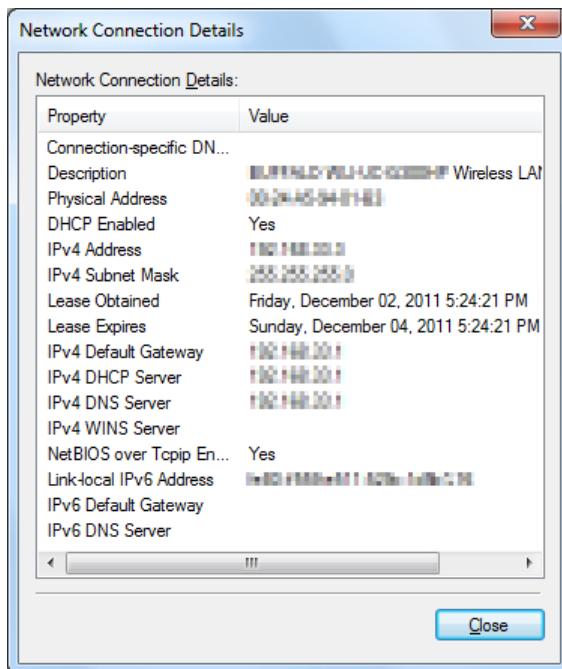 Network Connection Details
Network Connection Details:
Property Value
Connection-specific DN...
Description Wireless LAN
Physical Address
DHCP Enabled Yes
IPv4 Address
IPv4 Subnet Mask
Lease Obtained Friday, December 02, 2011 5:24:21 PM
Lease Expires Sunday, December 04, 2011 5:24:21 PM
IPv4 Default Gateway
IPv4 DHCP Server
IPv4 DNS Server
IPv4 WINS Server
NetBIOS over Tcpip En... Yes
Link-local IPv6 Address
IPv6 Default Gateway
IPv6 DNS Server
Close